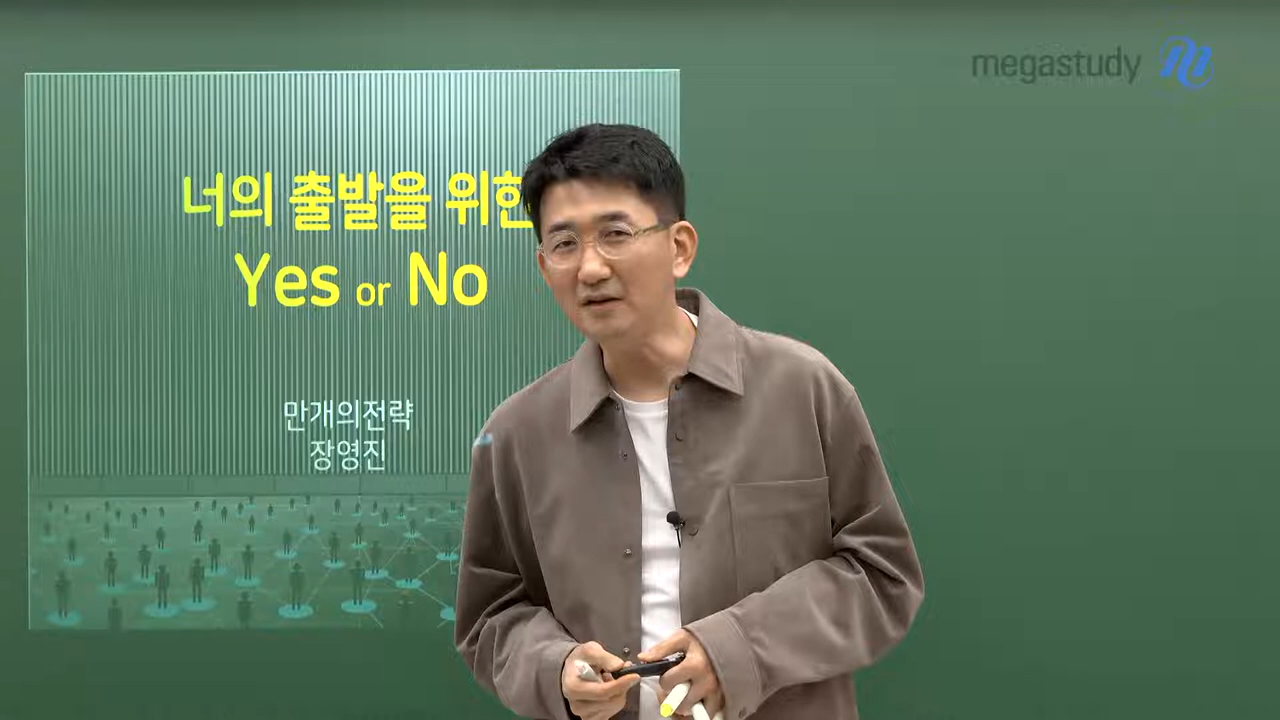 megastudy
너의 출발을 위한
Yes or No
만개의전략
장영진